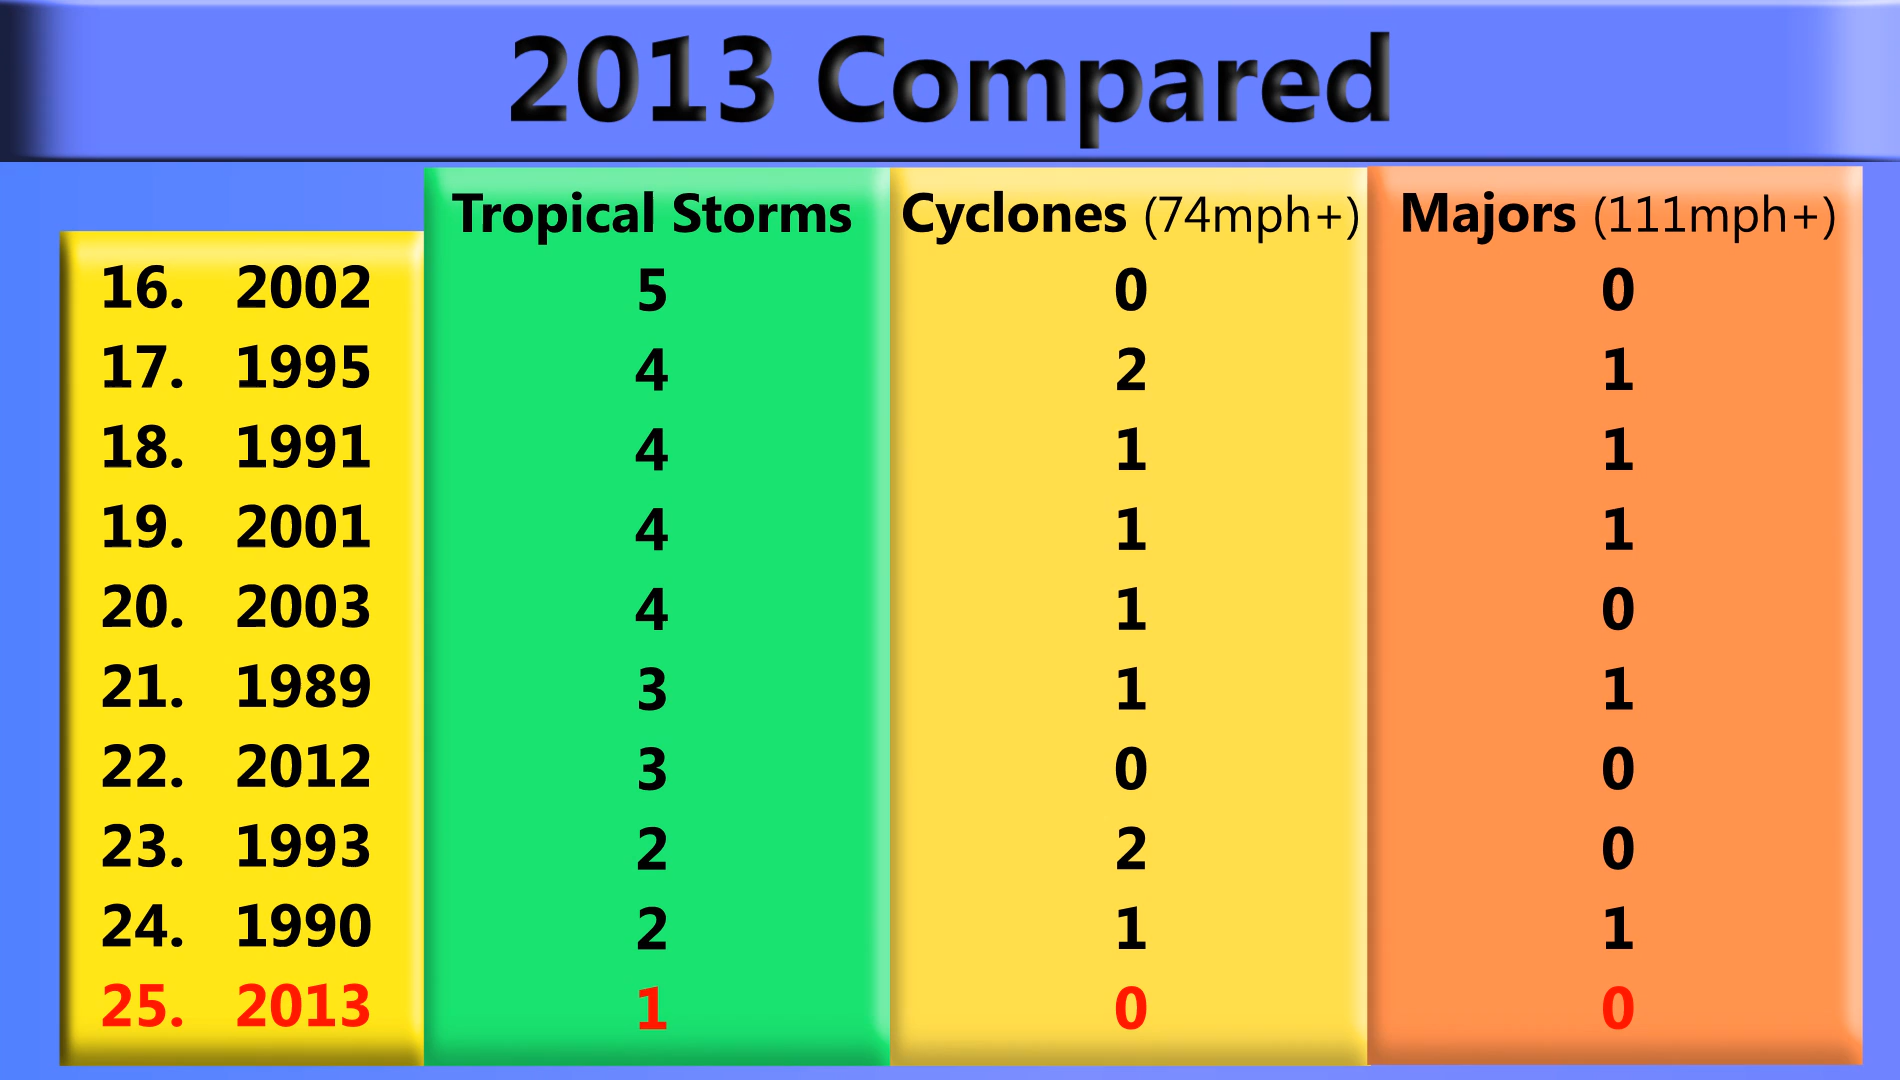 2013 Compared
Tropical Storms Cyclones (74mph+) Majors (111mph+)
16. 2002 5 0 0
17. 1995 4 2 1
18. 1991 4 1 1
19. 2001 4 1 1
20. 2003 4 1 0
21. 1989 3 1 1
22. 2012 3 0 0
23. 1993 2 2 0
24. 1990 2 1 1
25. 2013 1 0 0